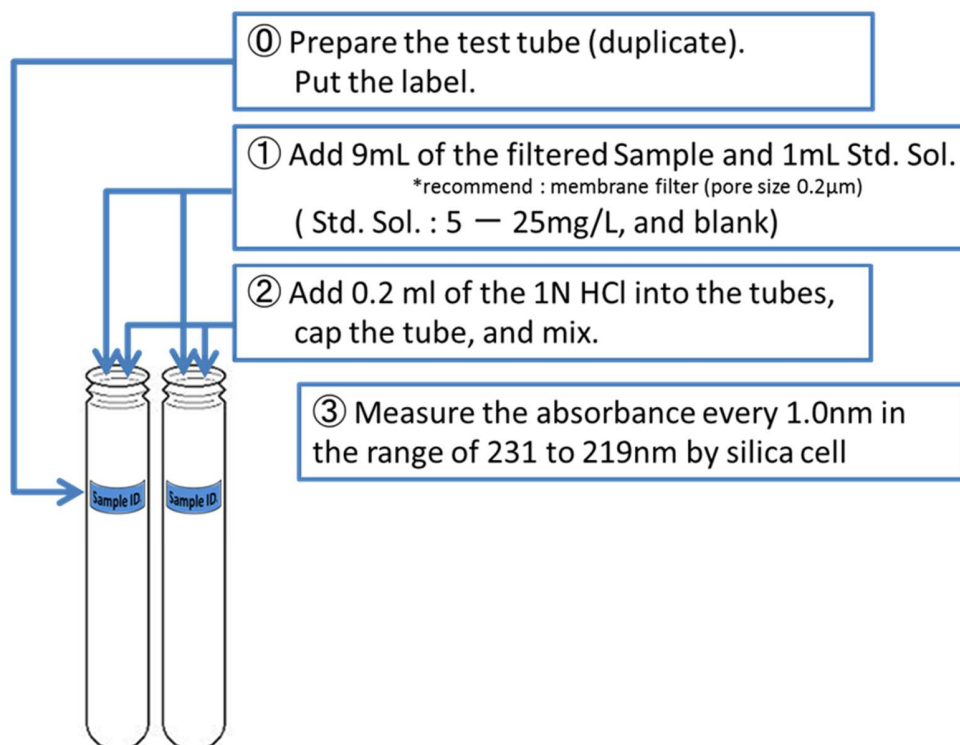 ⓪ Prepare the test tube (duplicate).
Put the label.
① Add 9mL of the filtered Sample and 1mL Std. Sol.
*recommend : membrane filter (pore size 0.2μm)
( Std. Sol. : 5 － 25mg/L, and blank)
② Add 0.2 ml of the 1N HCl into the tubes,
cap the tube, and mix.
③ Measure the absorbance every 1.0nm in
the range of 231 to 219nm by silica cell
Sample ID
Sample ID